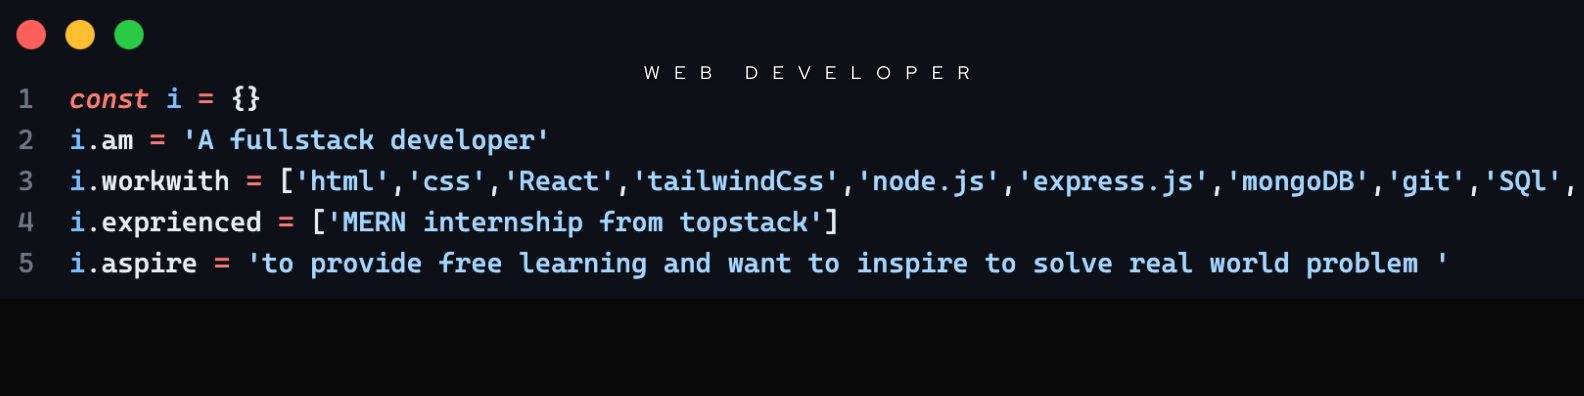 WEB DEVELOPER
1 const i = {}
2 i.am = 'A fullstack developer'
3 i.workwith = ['html','css','React','tailwindCss','node.js','express.js','mongoDB','git','SQl',
4 i.exprienced = ['MERN internship from topstack']
5 i.aspire = 'to provide free learning and want to inspire to solve real world problem '